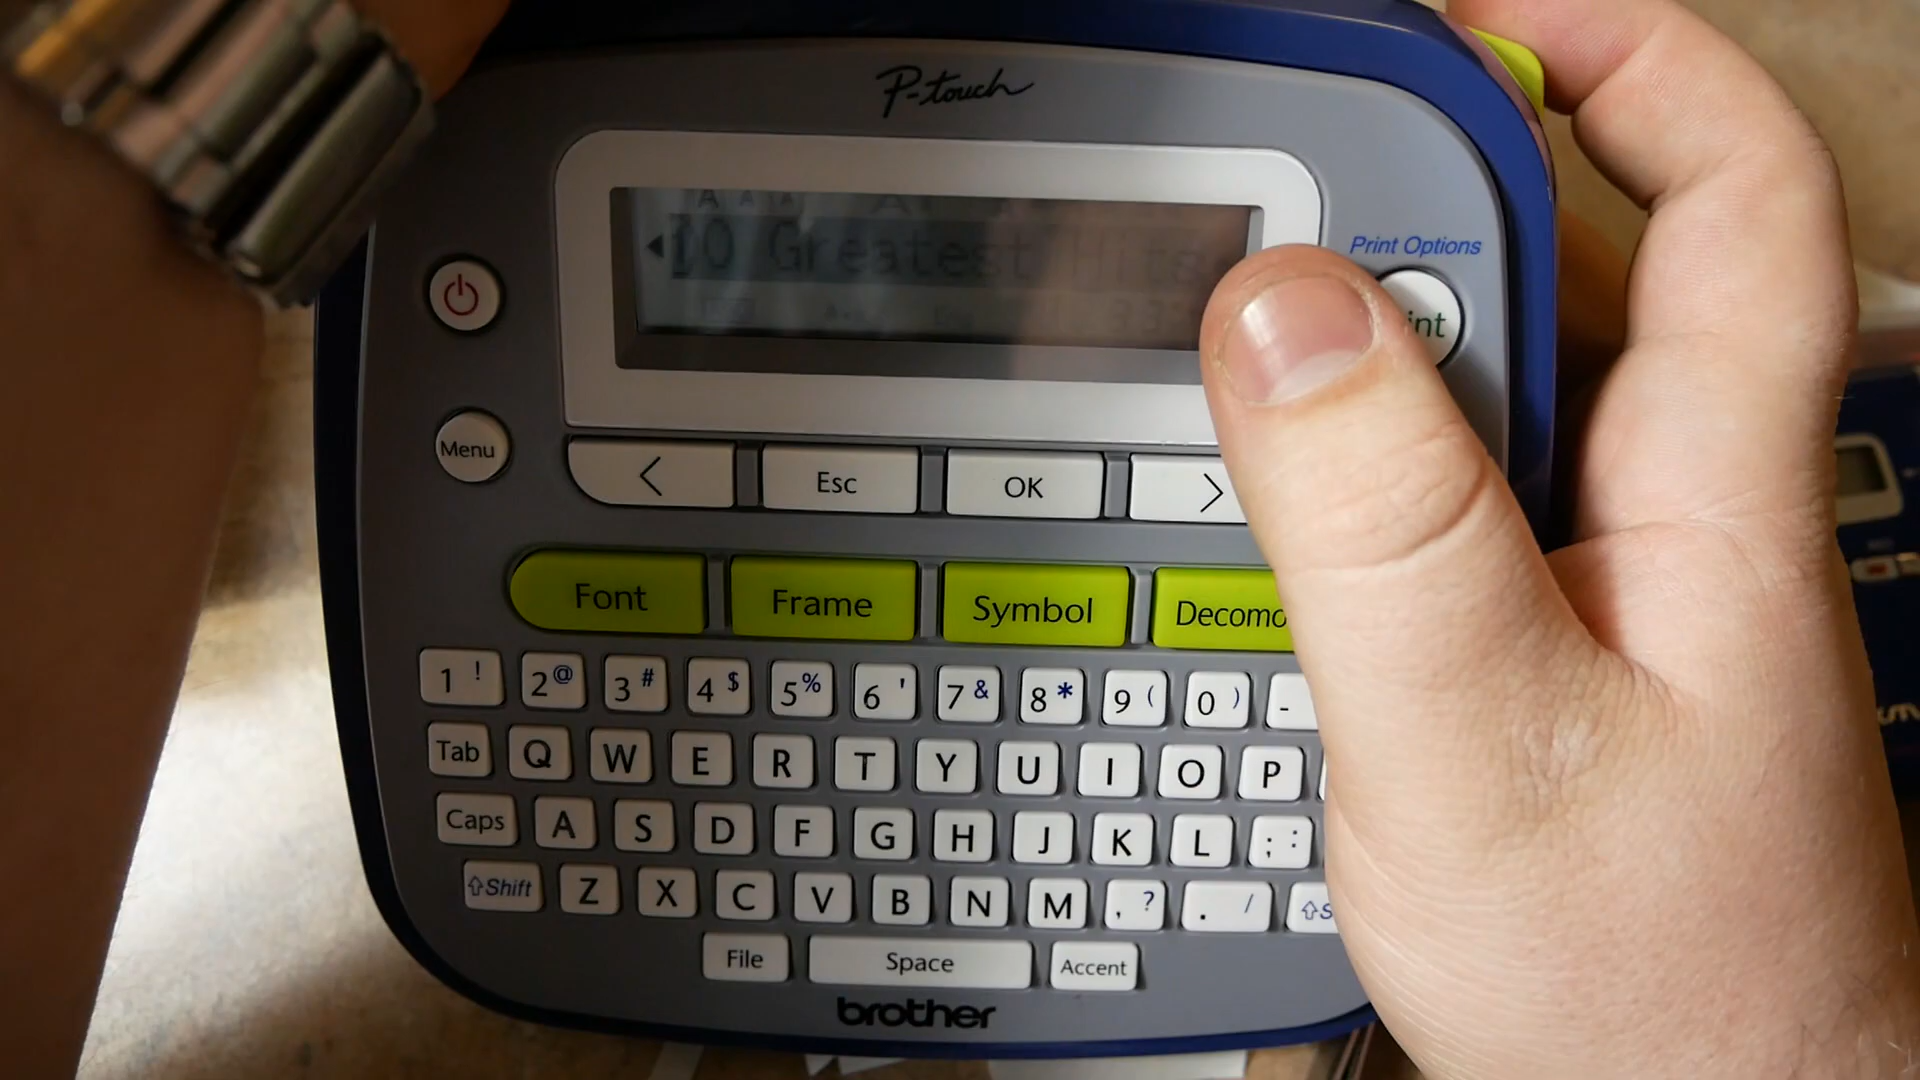 P-touch
A A A
10 Greatest Hits
Print Options
Menu
< Esc OK >
Font Frame Symbol
1 ! 2 @ 3 # 4 $ 5 % 6 ' 7 & 8 * 9 ( 0 ) -
Tab Q W E R T Y U I O P
Caps A S D F G H J K L ; :
⇧Shift Z X C V B N M , ? . /
File Space Accent
brother